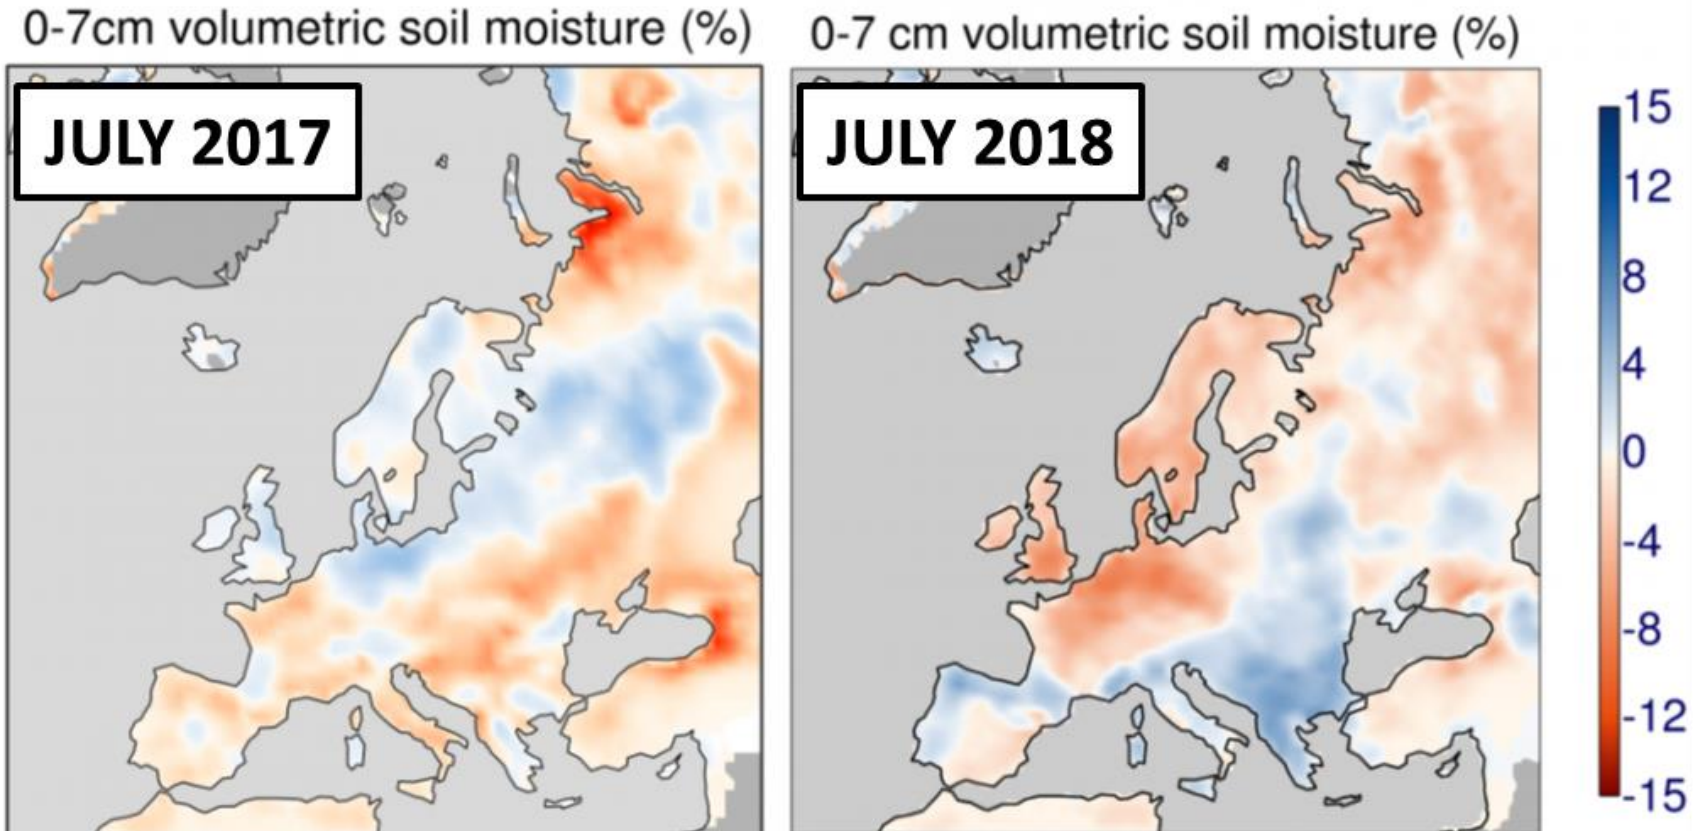 0-7cm volumetric soil moisture (%)
0-7 cm volumetric soil moisture (%)
JULY 2017
JULY 2018
15
12
8
4
0
-4
-8
-12
-15